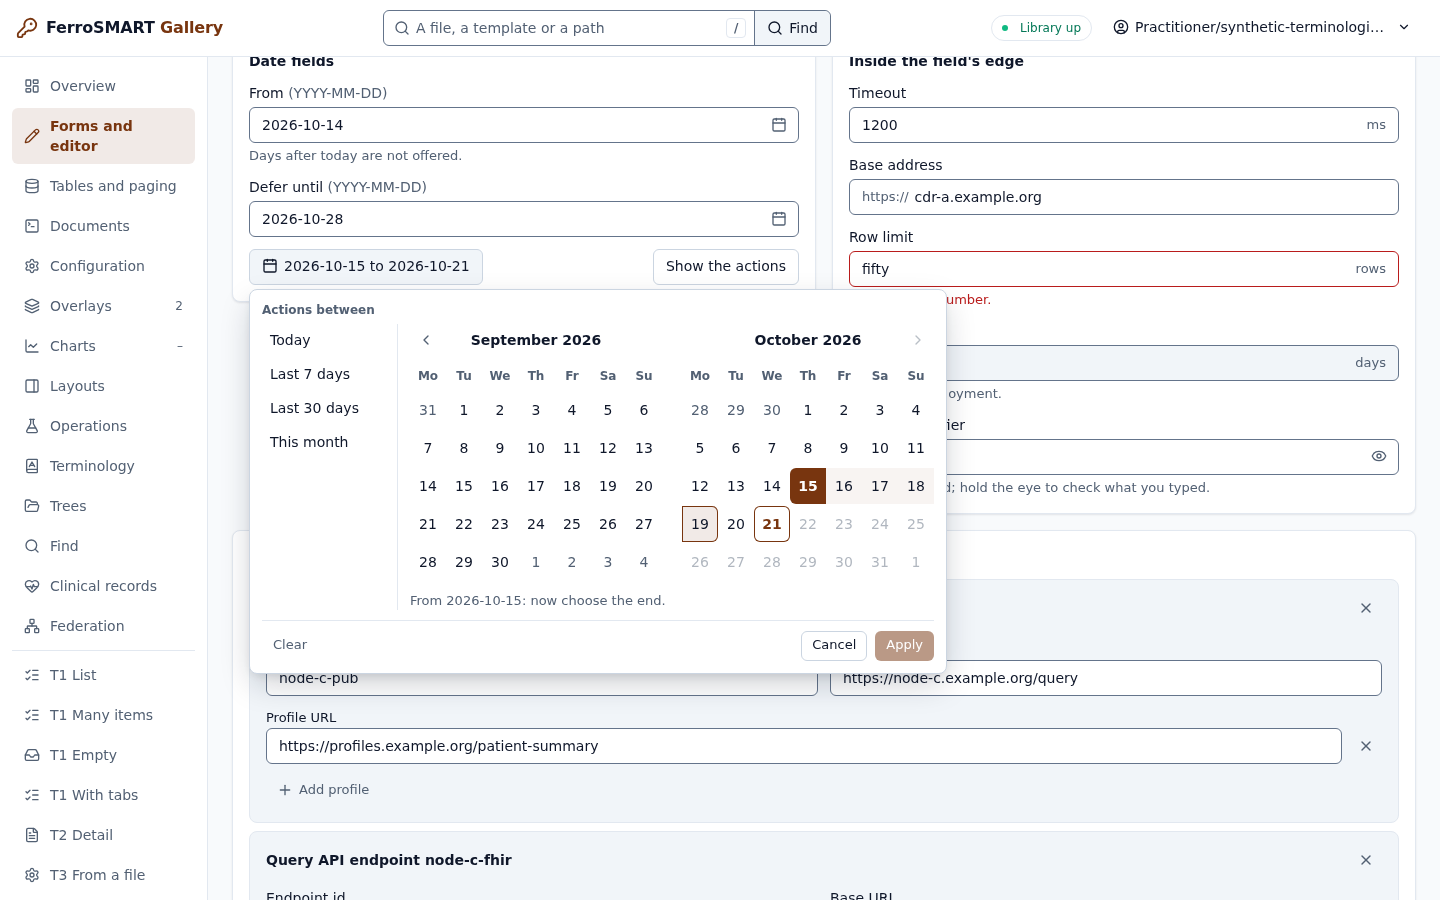 FerroSMART Gallery
A file, a template or a path
/
Find
Library up
Practitioner/synthetic-terminologi...
Overview
Forms and
editor
Tables and paging
Documents
Configuration
Overlays 2
Charts –
Layouts
Operations
Terminology
Trees
Find
Clinical records
Federation
T1 List
T1 Many items
T1 Empty
T1 With tabs
T2 Detail
T3 From a file
Date fields
From (YYYY-MM-DD)
2026-10-14
Days after today are not offered.
Defer until (YYYY-MM-DD)
2026-10-28
2026-10-15 to 2026-10-21
Show the actions
Inside the field's edge
Timeout
1200 ms
Base address
https:// cdr-a.example.org
Row limit
fifty rows
umber.
days
oyment.
ier
d; hold the eye to check what you typed.
Actions between
Today
Last 7 days
Last 30 days
This month
September 2026
Mo Tu We Th Fr Sa Su
31 1 2 3 4 5 6
7 8 9 10 11 12 13
14 15 16 17 18 19 20
21 22 23 24 25 26 27
28 29 30 1 2 3 4
October 2026
Mo Tu We Th Fr Sa Su
28 29 30 1 2 3 4
5 6 7 8 9 10 11
12 13 14 15 16 17 18
19 20 21 22 23 24 25
26 27 28 29 30 31 1
From 2026-10-15: now choose the end.
Clear
Cancel
Apply
node-c-pub
https://node-c.example.org/query
Profile URL
https://profiles.example.org/patient-summary
Add profile
Query API endpoint node-c-fhir
Endpoint id
Base URL